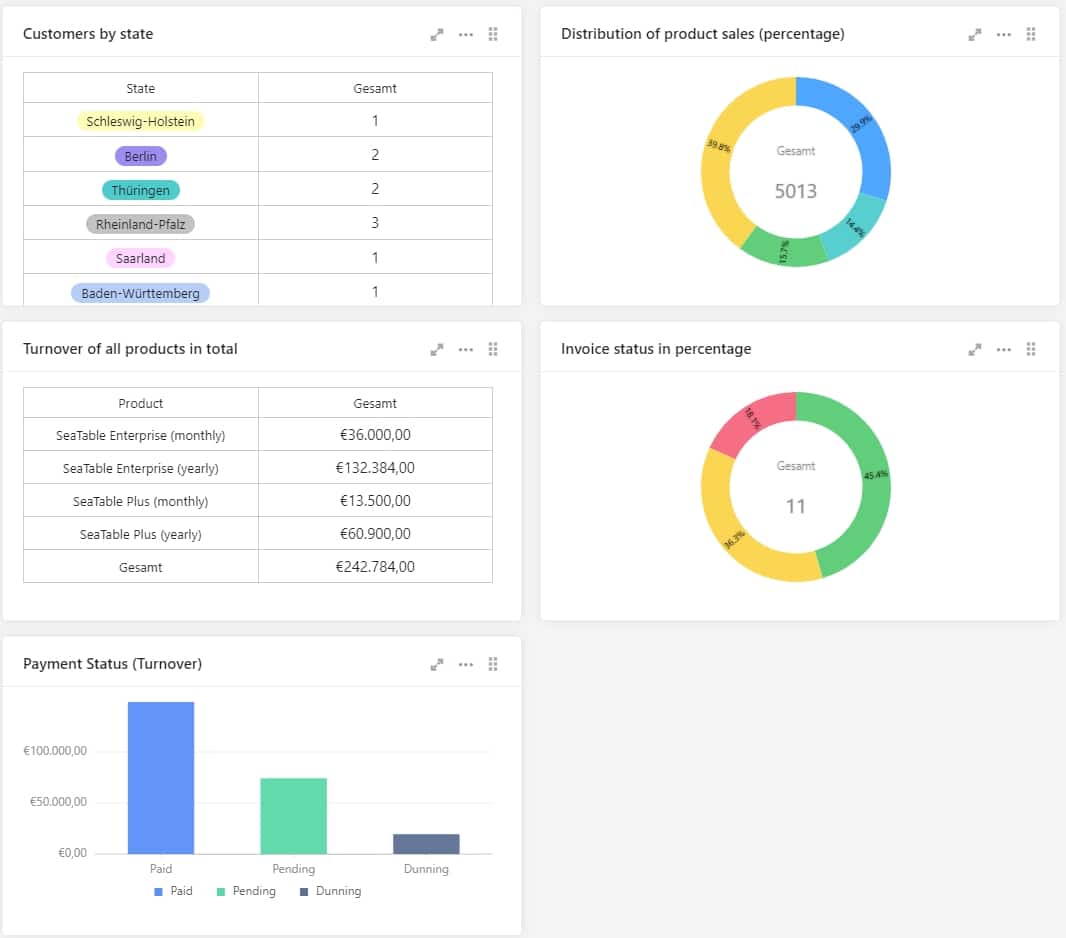 Customers by state
State Gesamt
Schleswig-Holstein 1
Berlin 2
Thüringen 2
Rheinland-Pfalz 3
Saarland 1
Baden-Württemberg 1
Distribution of product sales (percentage)
29.9%
39.8%
Gesamt
5013
14.4%
15.7%
Turnover of all products in total
Product Gesamt
SeaTable Enterprise (monthly) €36.000,00
SeaTable Enterprise (yearly) €132.384,00
SeaTable Plus (monthly) €13.500,00
SeaTable Plus (yearly) €60.900,00
Gesamt €242.784,00
Invoice status in percentage
18.1%
Gesamt
45.4%
11
36.3%
Payment Status (Turnover)
€100.000,00
€50.000,00
€0,00
Paid Pending Dunning
Paid Pending Dunning